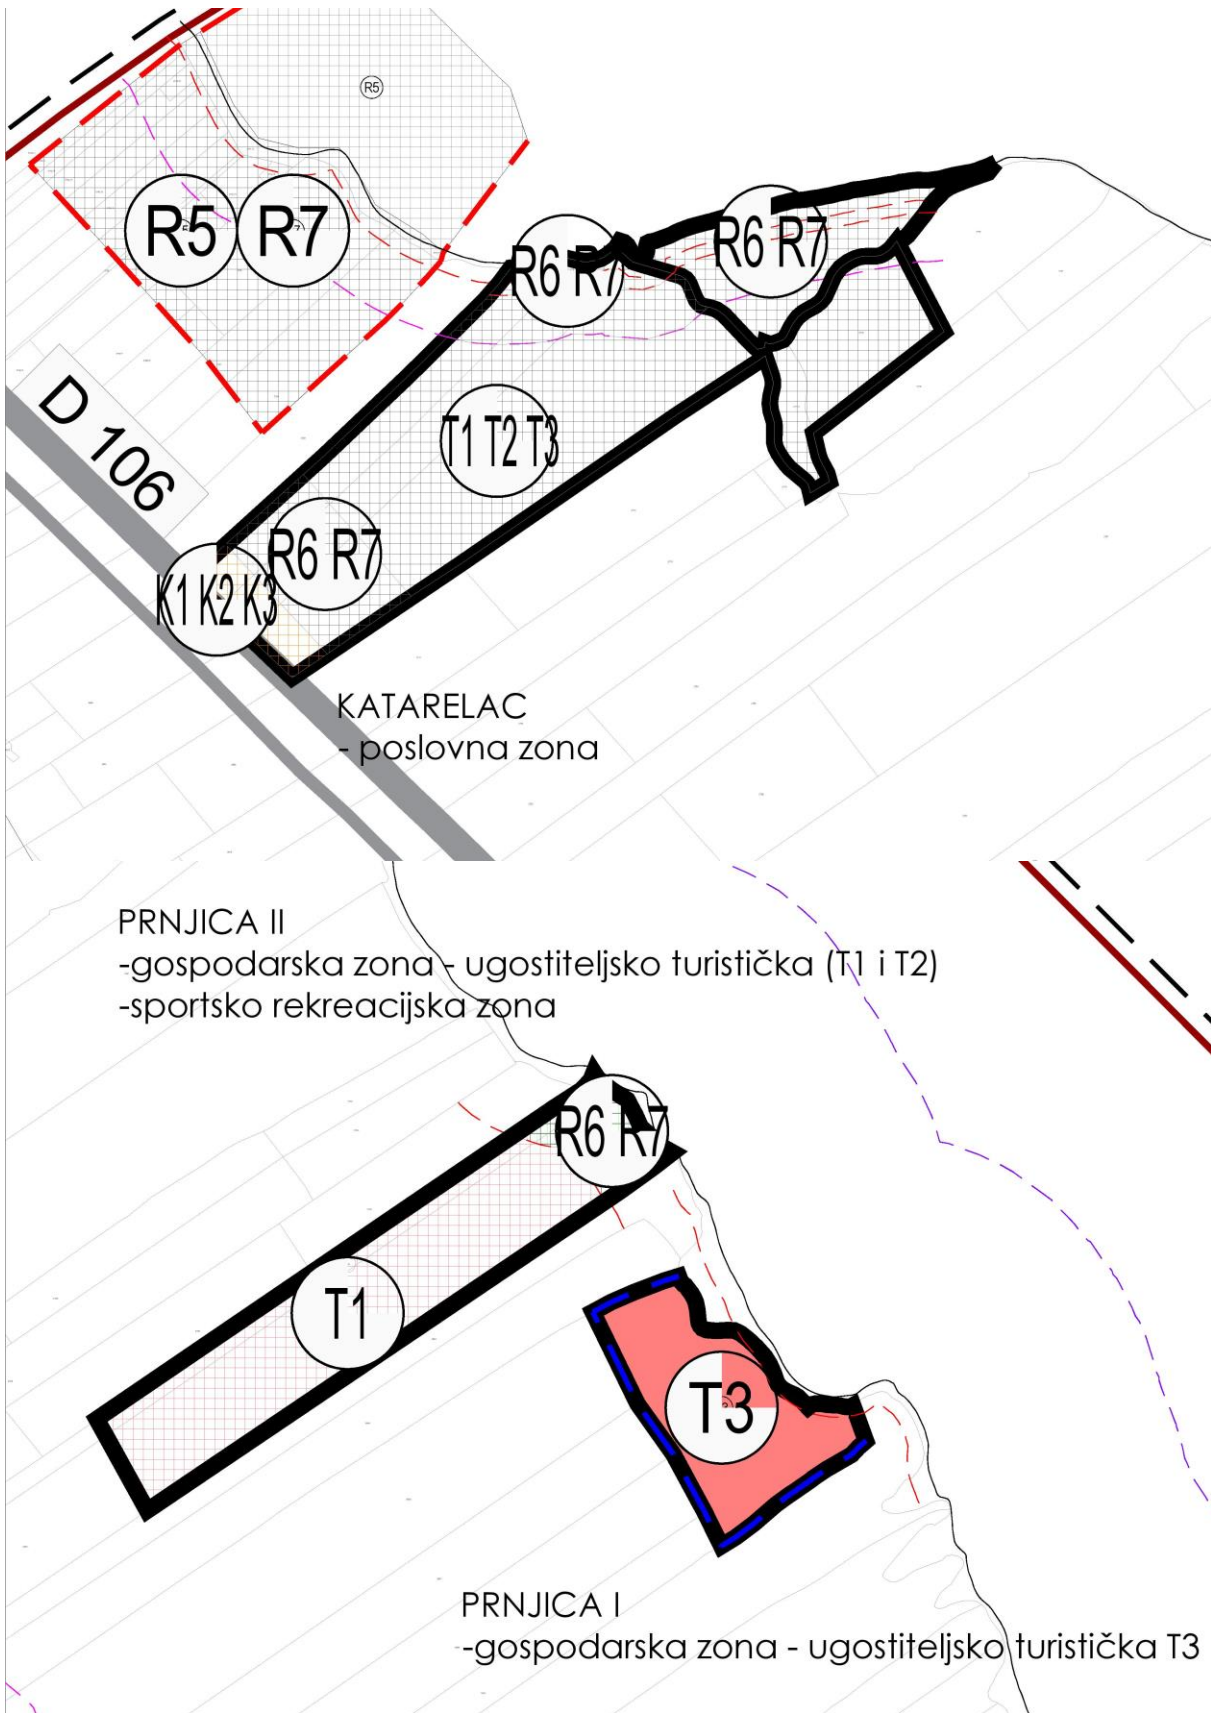 R5
R5 R7
R6 R7
R6 R7
D 106
T1 T2 T3
R6 R7
K1 K2 K3
KATARELAC
- poslovna zona
PRNJICA II
-gospodarska zona - ugostiteljsko turistička (T1 i T2)
-sportsko rekreacijska zona
R6 R7
T1
T3
PRNJICA I
-gospodarska zona - ugostiteljsko turistička T3